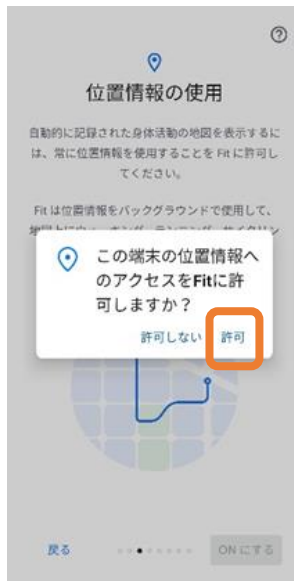 位置情報の使用
自動的に記録された身体活動の地図を表示するに
は、常に位置情報を使用することを Fit に許可し
てください。
Fit は位置情報をバックグラウンドで使用して、
この端末の位置情報へ
のアクセスをFitに許
可しますか？
許可しない 許可
戻る ON にする